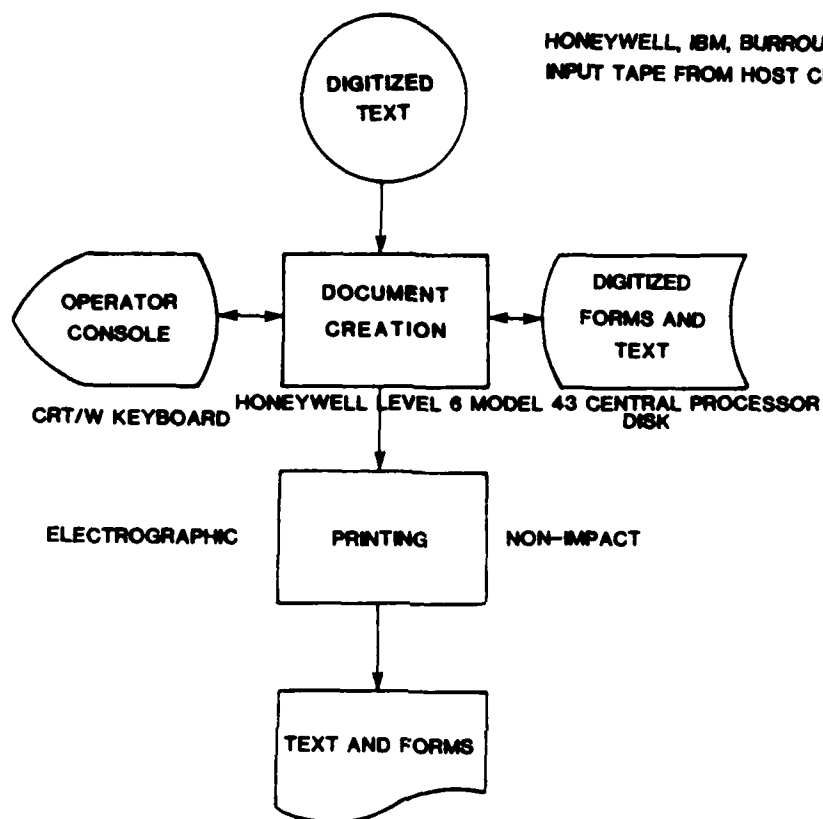 HONEYWELL, IBM,
INPUT TAPE FROM HOST
DIGITIZED
TEXT
OPERATOR
CONSOLE
DOCUMENT
CREATION
DIGITIZED
FORMS AND
TEXT
CRT/W KEYBOARD
HONEYWELL LEVEL 6 MODEL 43 CENTRAL PROCESSOR
DISK
ELECTROGRAPHIC
PRINTING
NON-IMPACT
TEXT AND FORMS